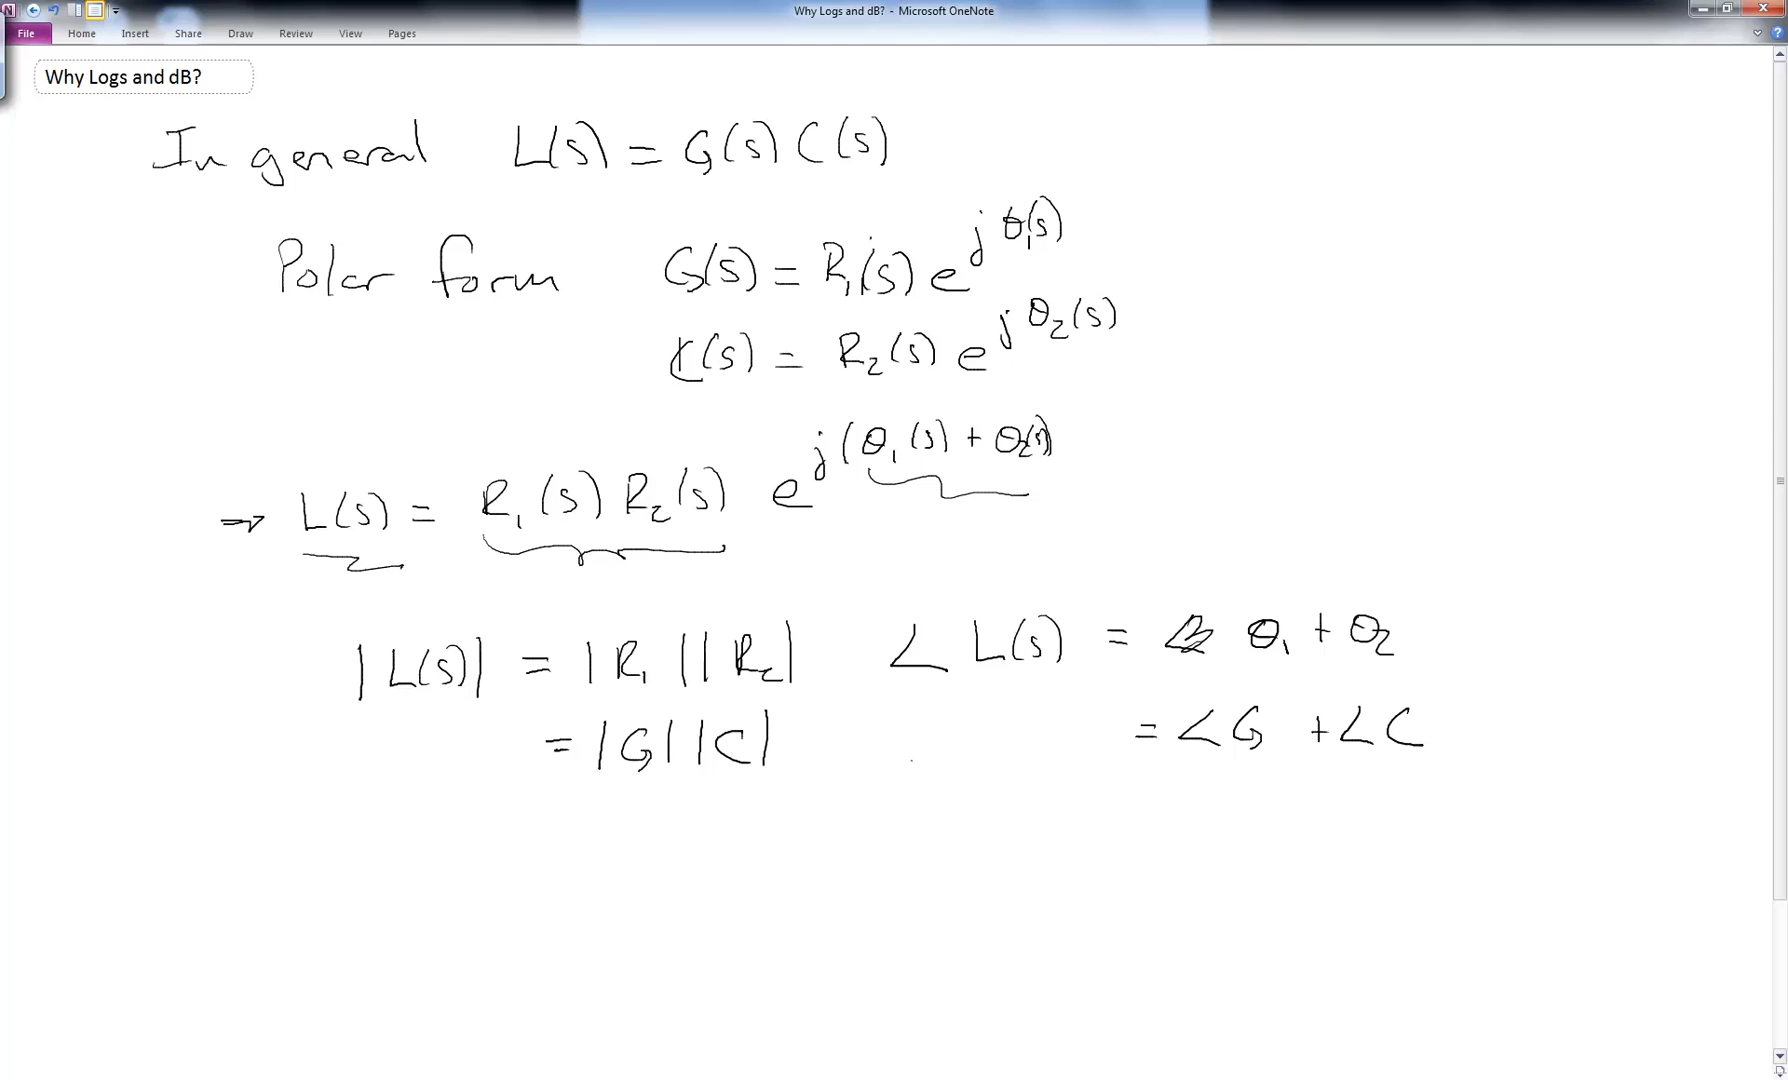 Why Logs and dB? - Microsoft OneNote
File Home Insert Share Draw Review View Pages
Why Logs and dB?
In general L(s) = G(s) C(s)
Polar form G(s) = R₁(s) e^{jθ₁(s)}
C(s) = R₂(s) e^{jθ₂(s)}
⇒ L(s) = R₁(s) R₂(s) e^{j(θ₁(s) + θ₂(s))}
|L(s)| = |R₁||R₂| ∠ L(s) = θ₁ + θ₂
= |G||C| = ∠G + ∠C